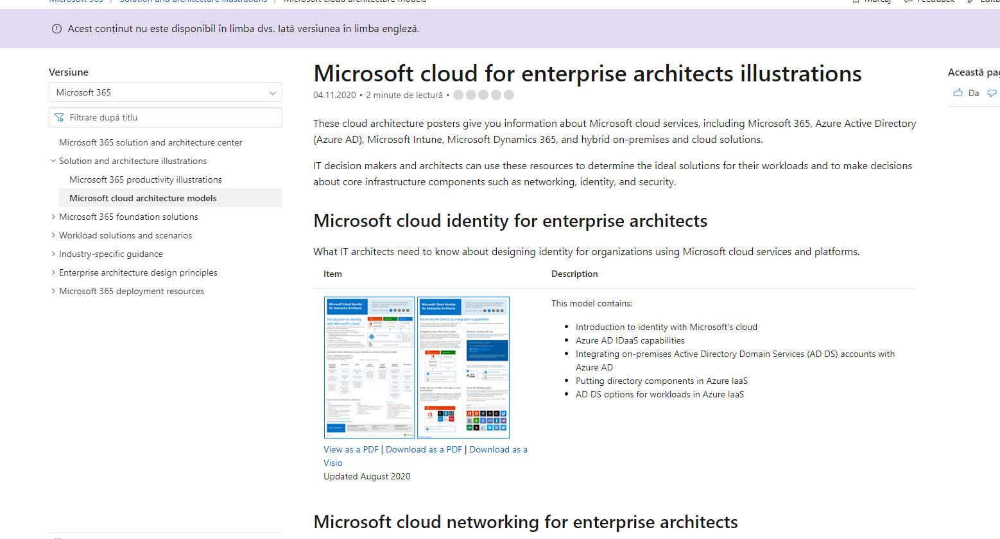 Microsoft 365 / Solution and architecture illustrations / Microsoft cloud architecture models
Marcaj Feedback
Acest conținut nu este disponibil în limba dvs. Iată versiunea în limba engleză.
Versiune
Microsoft 365
Filtrare după titlu
Microsoft 365 solution and architecture center
Solution and architecture illustrations
Microsoft 365 productivity illustrations
Microsoft cloud architecture models
Microsoft 365 foundation solutions
Workload solutions and scenarios
Industry-specific guidance
Enterprise architecture design principles
Microsoft 365 deployment resources
Microsoft cloud for enterprise architects illustrations
04.11.2020 • 2 minute de lectură •
These cloud architecture posters give you information about Microsoft cloud services, including Microsoft 365, Azure Active Directory
(Azure AD), Microsoft Intune, Microsoft Dynamics 365, and hybrid on-premises and cloud solutions.
IT decision makers and architects can use these resources to determine the ideal solutions for their workloads and to make decisions
about core infrastructure components such as networking, identity, and security.
Microsoft cloud identity for enterprise architects
What IT architects need to know about designing identity for organizations using Microsoft cloud services and platforms.
Item Description
Microsoft Cloud Identity
for Enterprise Architects
Introduction to identity
with Microsoft's cloud
Microsoft Cloud Identity
for Enterprise Architects
Azure Active Directory integration capabilities
View as a PDF | Download as a PDF | Download as a
Visio
Updated August 2020
This model contains:
• Introduction to identity with Microsoft's cloud
• Azure AD IDaaS capabilities
• Integrating on-premises Active Directory Domain Services (AD DS) accounts with
Azure AD
• Putting directory components in Azure IaaS
• AD DS options for workloads in Azure IaaS
Microsoft cloud networking for enterprise architects
Această
Da